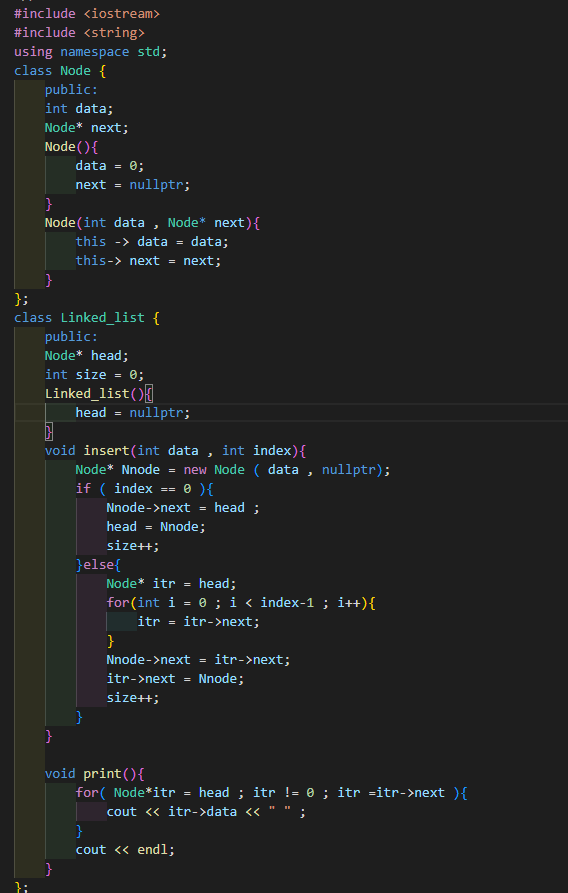 #include <iostream>
#include <string>
using namespace std;
class Node {
    public:
    int data;
    Node* next;
    Node(){
        data = 0;
        next = nullptr;
    }
    Node(int data , Node* next){
        this -> data = data;
        this-> next = next;
    }
};
class Linked_list {
    public:
    Node* head;
    int size = 0;
    Linked_list(){
        head = nullptr;
    }
    void insert(int data , int index){
        Node* Nnode = new Node ( data , nullptr);
        if ( index == 0 ){
            Nnode->next = head ;
            head = Nnode;
            size++;
        }else{
            Node* itr = head;
            for(int i = 0 ; i < index-1 ; i++){
                itr = itr->next;
            }
            Nnode->next = itr->next;
            itr->next = Nnode;
            size++;
        }
    }

    void print(){
        for( Node*itr = head ; itr != 0 ; itr =itr->next ){
            cout << itr->data << " " ;
        }
        cout << endl;
    }
};